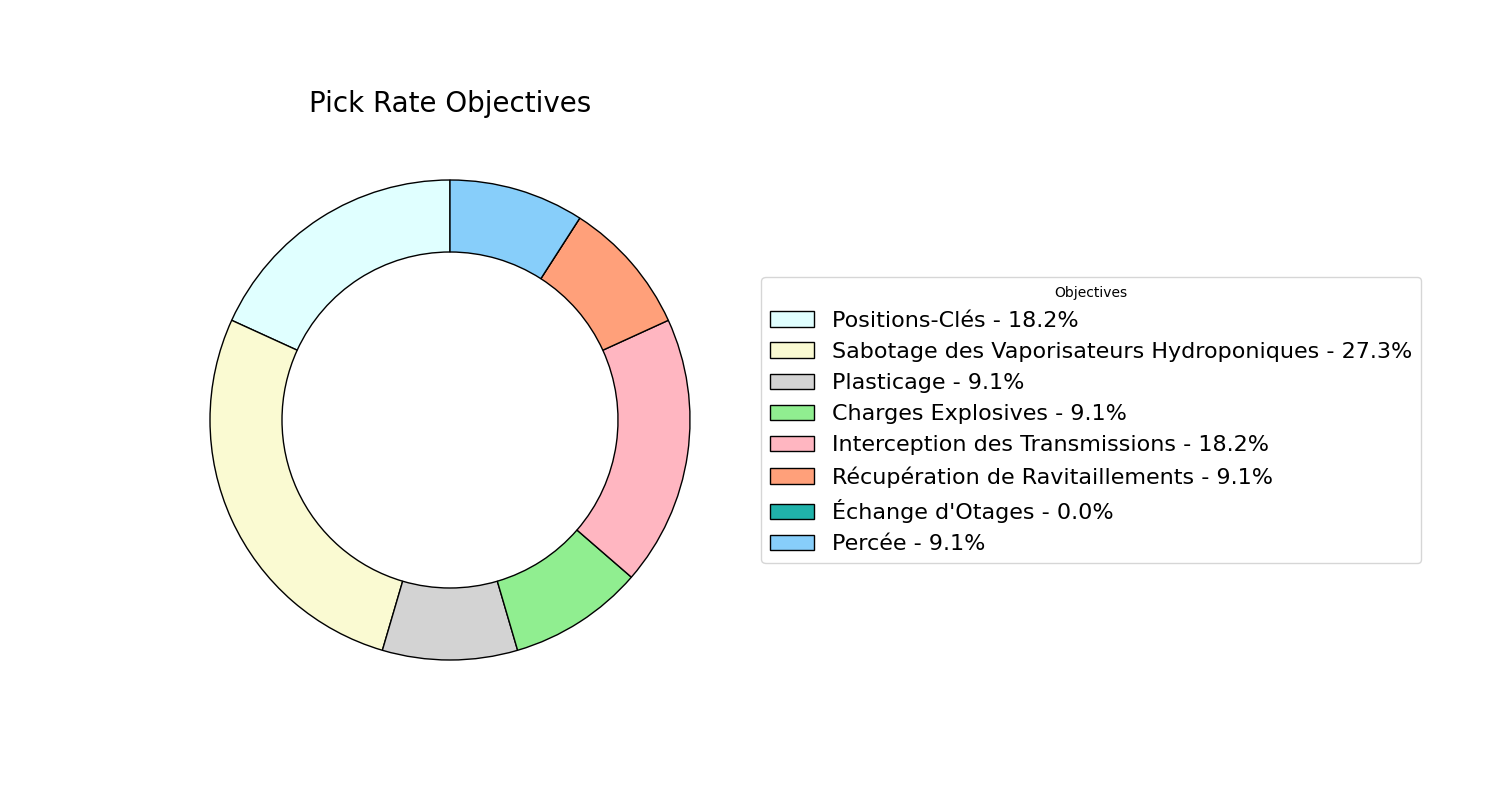 Pick Rate Objectives
Objectives
Positions-Clés - 18.2%
Sabotage des Vaporisateurs Hydroponiques - 27.3%
Plasticage - 9.1%
Charges Explosives - 9.1%
Interception des Transmissions - 18.2%
Récupération de Ravitaillements - 9.1%
Échange d'Otages - 0.0%
Percée - 9.1%